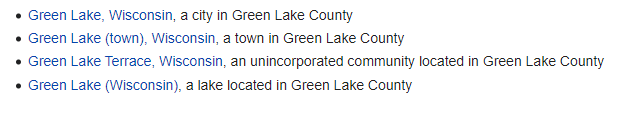 Green Lake, Wisconsin, a city in Green Lake County
Green Lake (town), Wisconsin, a town in Green Lake County
Green Lake Terrace, Wisconsin, an unincorporated community located in Green Lake County
Green Lake (Wisconsin), a lake located in Green Lake County